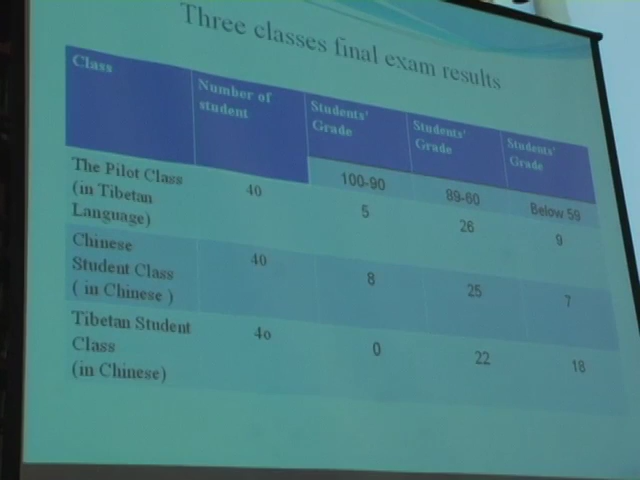 Three classes final exam results
Class
Number of
student
Students'
Grade
Students'
Grade
Students'
Grade
100-90
89-60
Below 59
The Pilot Class
(in Tibetan
Language)
40
5
26
9
Chinese
Student Class
( in Chinese )
40
8
25
7
Tibetan Student
Class
(in Chinese)
4o
0
22
18